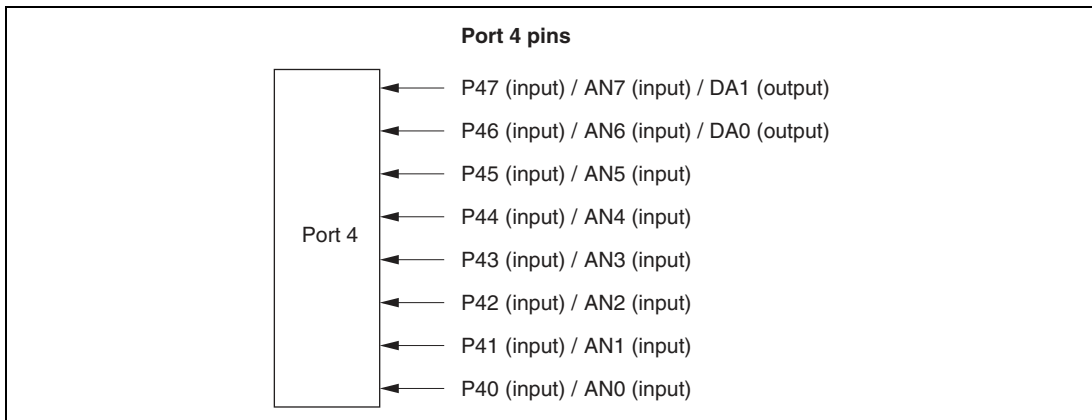 Port 4 pins
P47 (input) / AN7 (input) / DA1 (output)
P46 (input) / AN6 (input) / DA0 (output)
P45 (input) / AN5 (input)
P44 (input) / AN4 (input)
Port 4
P43 (input) / AN3 (input)
P42 (input) / AN2 (input)
P41 (input) / AN1 (input)
P40 (input) / AN0 (input)